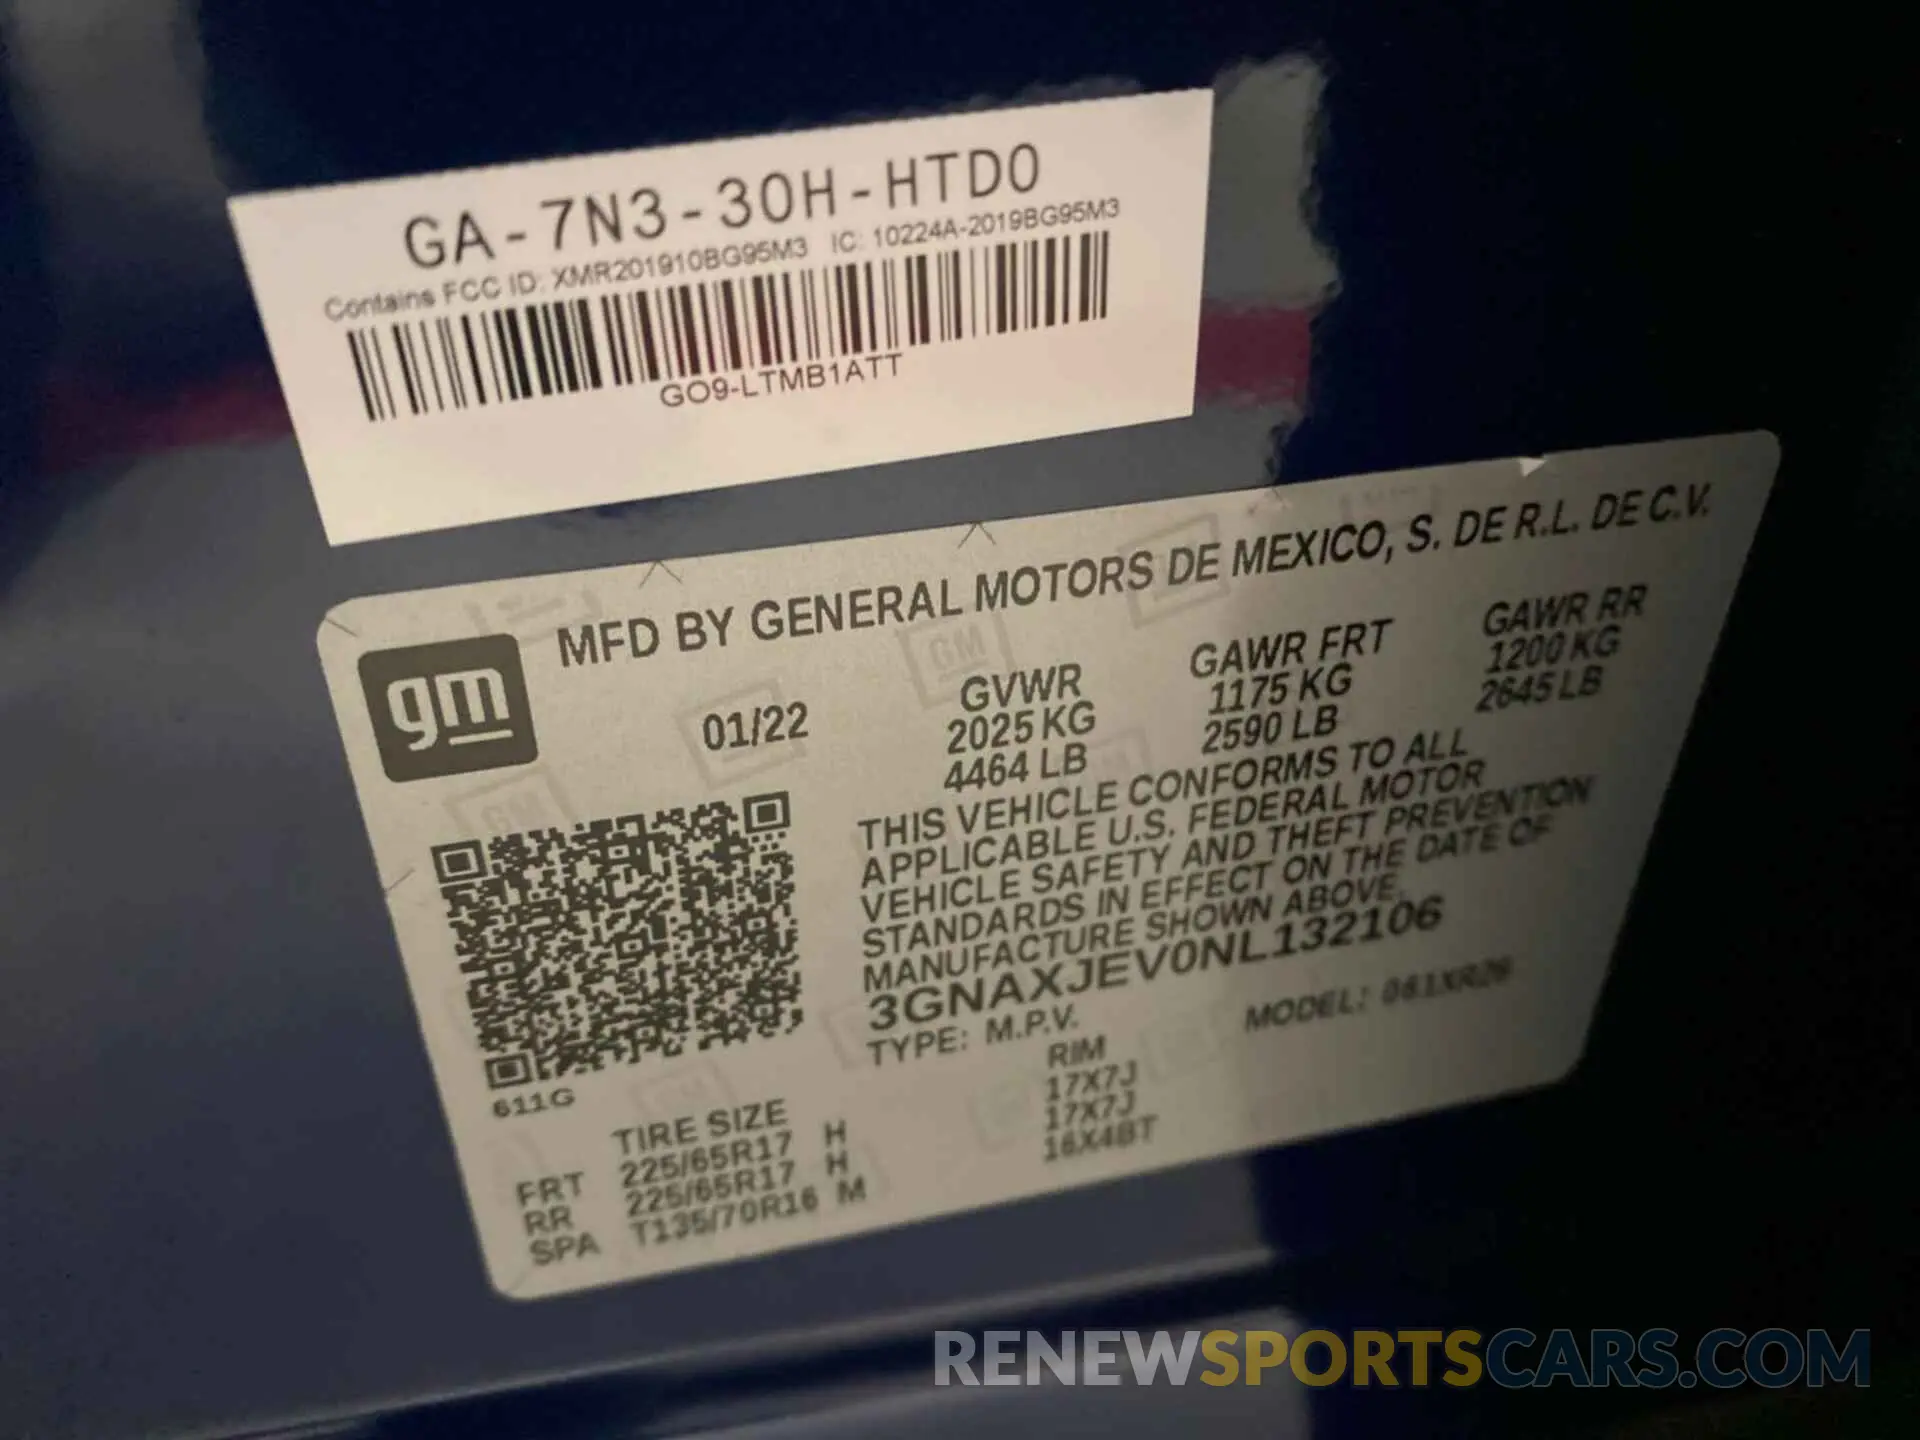 GA-7N3-30H-HTD0
Contains FCC ID: XMR201910BG95M3 IC: 10224A-2019BG95M3
GO9-LTMB1ATT
gm
MFD BY GENERAL MOTORS DE MEXICO, S. DE R.L. DE C.V.
01/22
GVWR
2025 KG
4464 LB
GAWR FRT
1175 KG
2590 LB
GAWR RR
1200 KG
2645 LB
THIS VEHICLE CONFORMS TO ALL
APPLICABLE U.S. FEDERAL MOTOR
VEHICLE SAFETY AND THEFT PREVENTION
STANDARDS IN EFFECT ON THE DATE OF
MANUFACTURE SHOWN ABOVE.
3GNAXJEV0NL132106
TYPE: M.P.V. MODEL: 061XR26
611G
TIRE SIZE RIM
FRT 225/65R17 H 17X7J
RR 225/65R17 H 17X7J
SPA T135/70R16 M 16X4BT
RENEWSPORTSCARS.COM